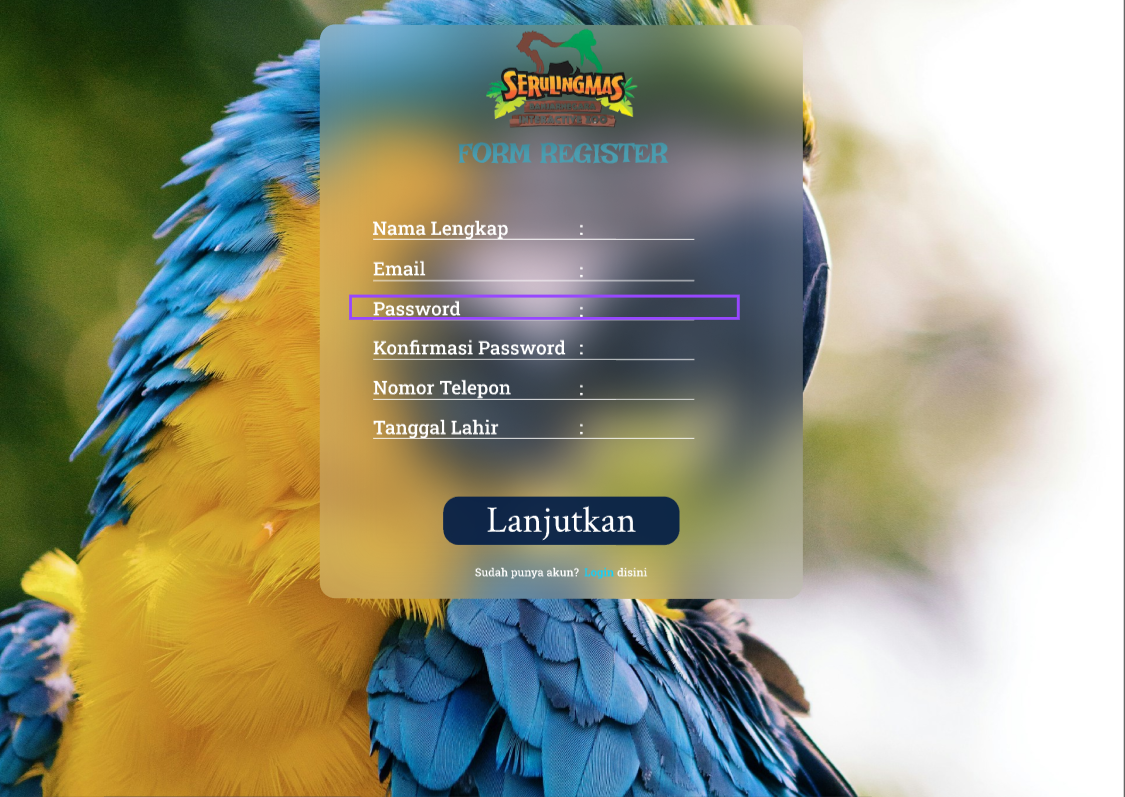 SERULINGMAS
FORM REGISTER
Nama Lengkap :
Email :
Password :
Konfirmasi Password :
Nomor Telepon :
Tanggal Lahir :
Lanjutkan
Sudah punya akun? Login disini